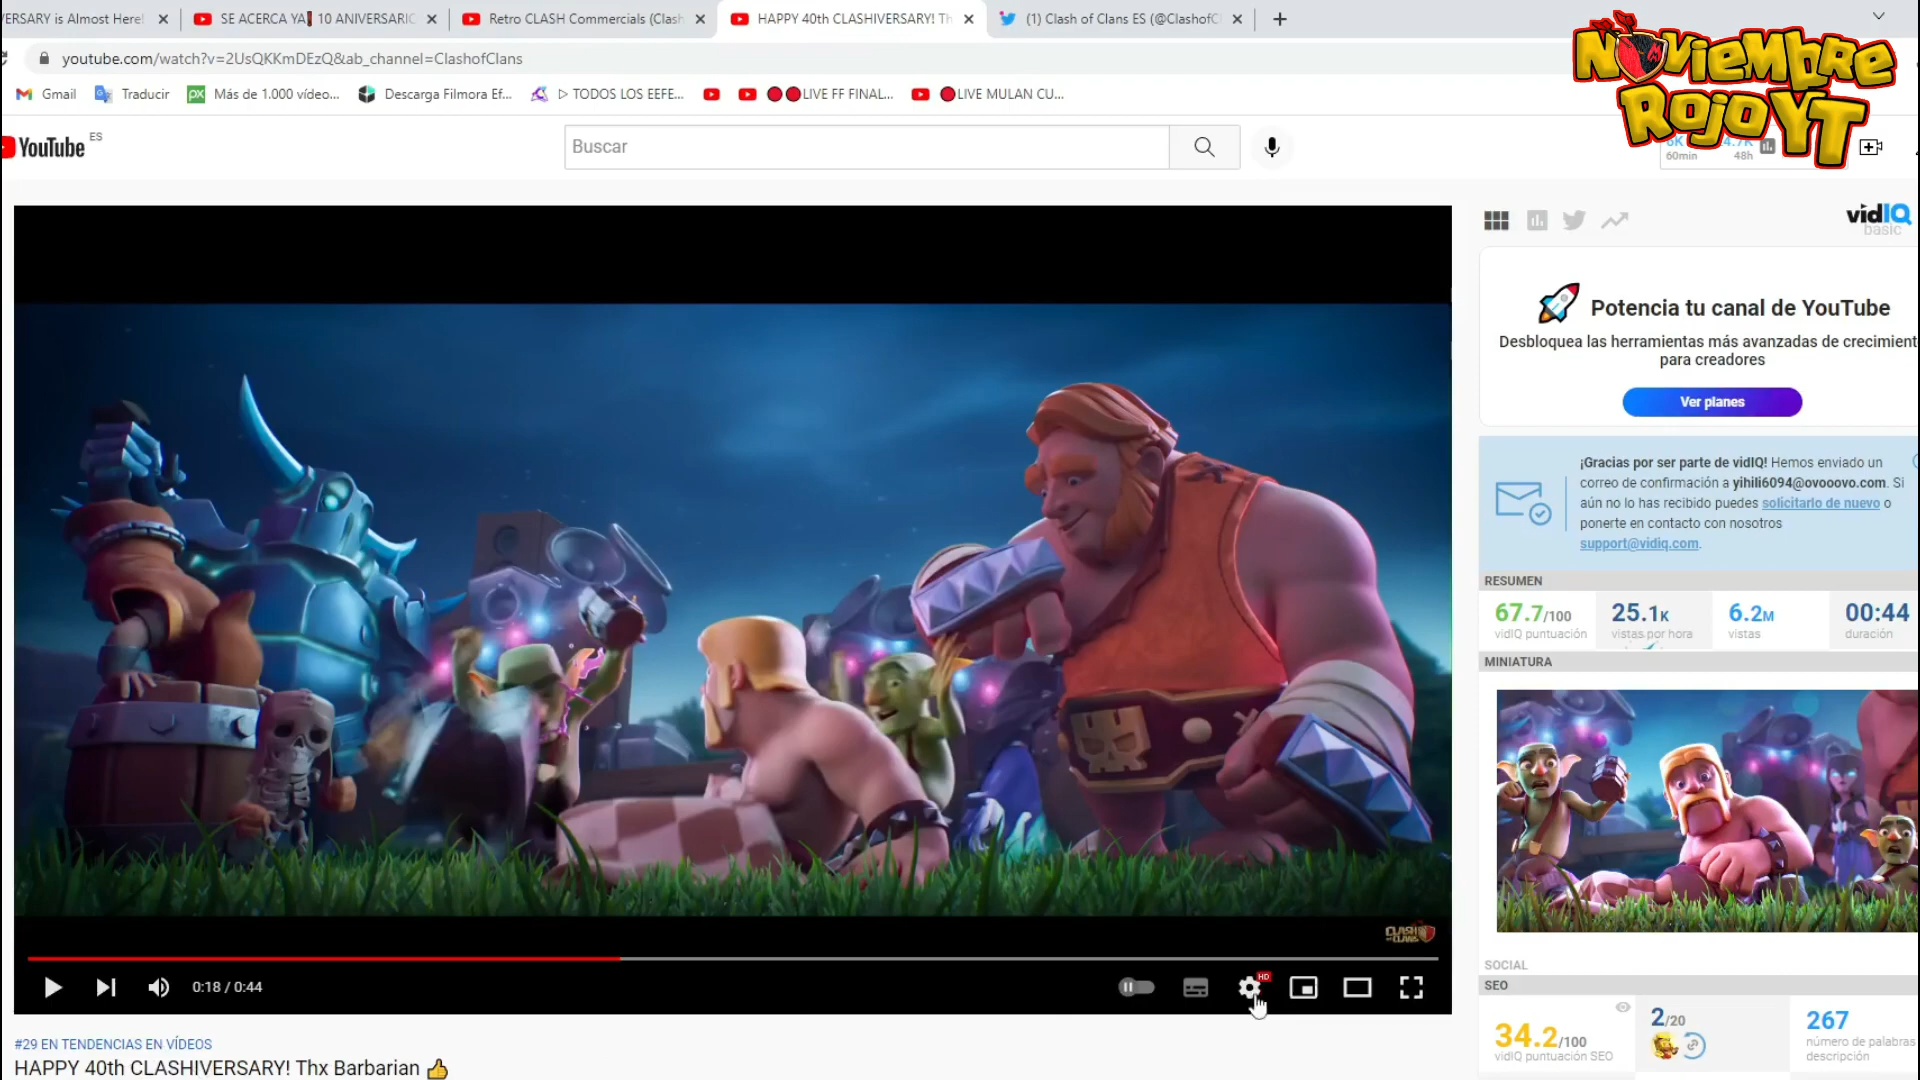 ERSARY is Almost Here!
SE ACERCA YA! 10 ANIVERSARIO
Retro CLASH Commercials (Clash
HAPPY 40th CLASHIVERSARY! Th
(1) Clash of Clans ES (@ClashofCl
NOVIEMBRE
ROJO YT
youtube.com/watch?v=2UsQKKmDEzQ&ab_channel=ClashofClans
Gmail
Traducir
px
Más de 1.000 vídeo...
Descarga Filmora Ef...
▷ TODOS LOS EEFE...
LIVE FF FINAL...
LIVE MULAN CU...
YouTube ES
Buscar
60min
48h
vidIQ
basic
Potencia tu canal de YouTube
Desbloquea las herramientas más avanzadas de crecimient
para creadores
Ver planes
¡Gracias por ser parte de vidIQ! Hemos enviado un
correo de confirmación a yihili6094@ovooovo.com. Si
aún no lo has recibido puedes solicitarlo de nuevo o
ponerte en contacto con nosotros
support@vidiq.com.
RESUMEN
67.7/100
vidIQ puntuación
25.1K
vistas por hora
6.2M
vistas
00:44
duración
MINIATURA
CLASH
OF CLANS
HD
0:18 / 0:44
SOCIAL
SEO
34.2/100
vidIQ puntuación SEO
2/20
267
número de palabras
descripción
#29 EN TENDENCIAS EN VÍDEOS
HAPPY 40th CLASHIVERSARY! Thx Barbarian 👍